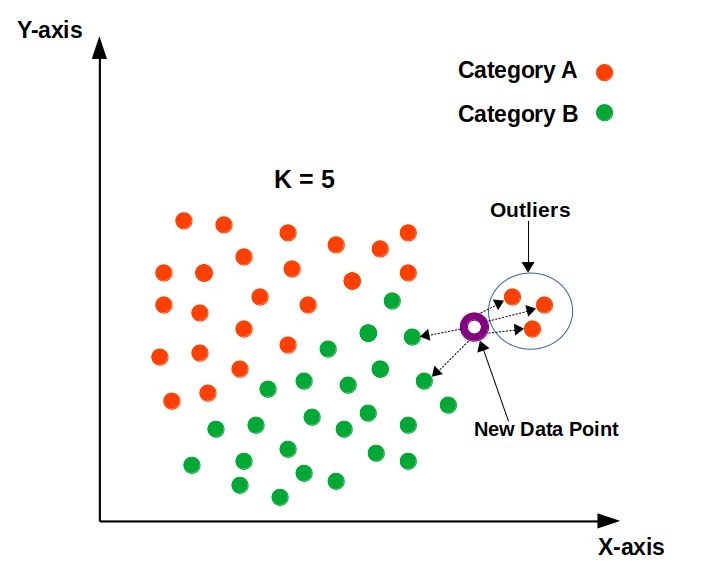 Y-axis
Category A
Category B
K = 5
Outliers
New Data Point
X-axis